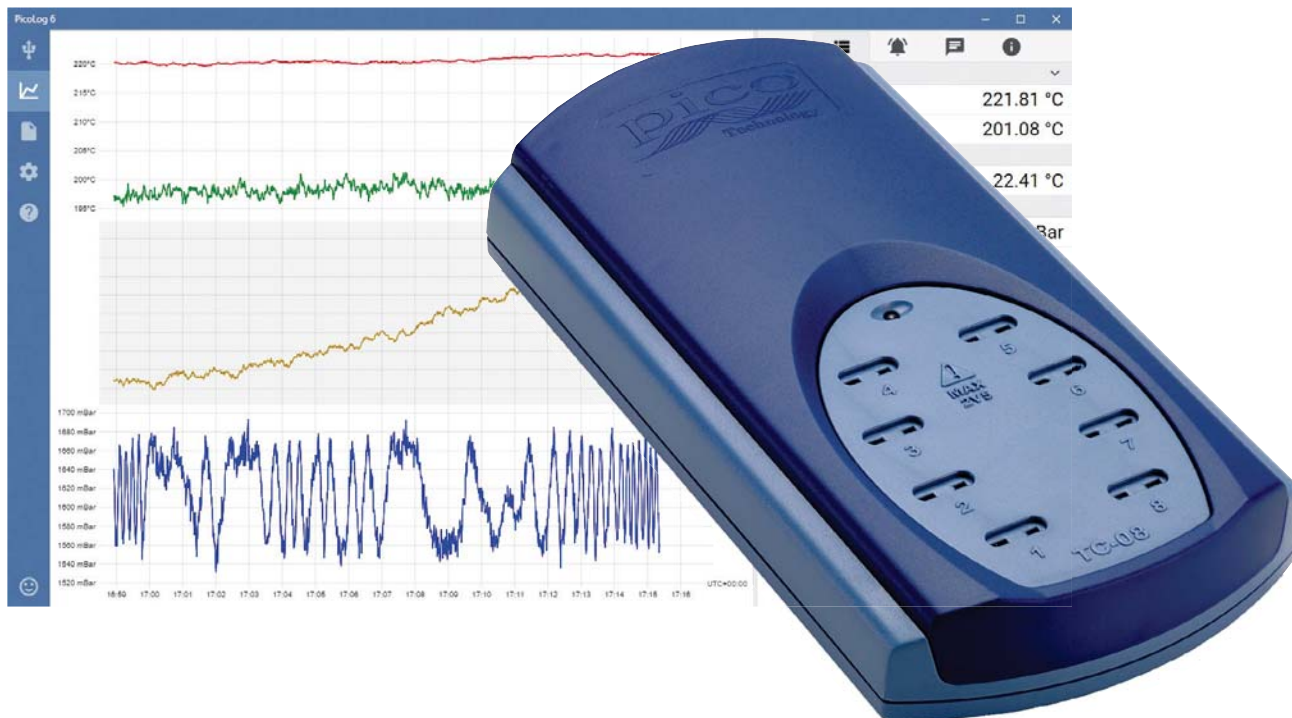 PicoLog 6
220°C
215°C
210°C
205°C
200°C
195°C
1700 mBar
1680 mBar
1660 mBar
1640 mBar
1620 mBar
1600 mBar
1580 mBar
1560 mBar
1540 mBar
1520 mBar
16:59 17:00 17:01 17:02 17:03 17:04 17:05 17:06 17:07 17:08 17:09 17:10 17:11 17:12 17:13 17:14 17:15 17:16
UTC+00:00
221.81 °C
201.08 °C
22.41 °C
Bar
pico
Technology
4
3
2
1
5
6
7
8
MAX
TC-08